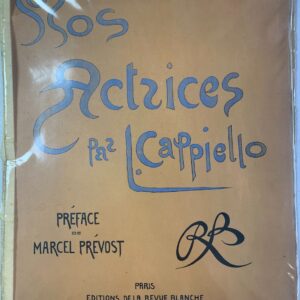 Nos
Actrices
Par L. Cappiello
PRÉFACE
DE
MARCEL PRÉVOST
RB
PARIS
EDITIONS DE LA REVUE BLANCHE